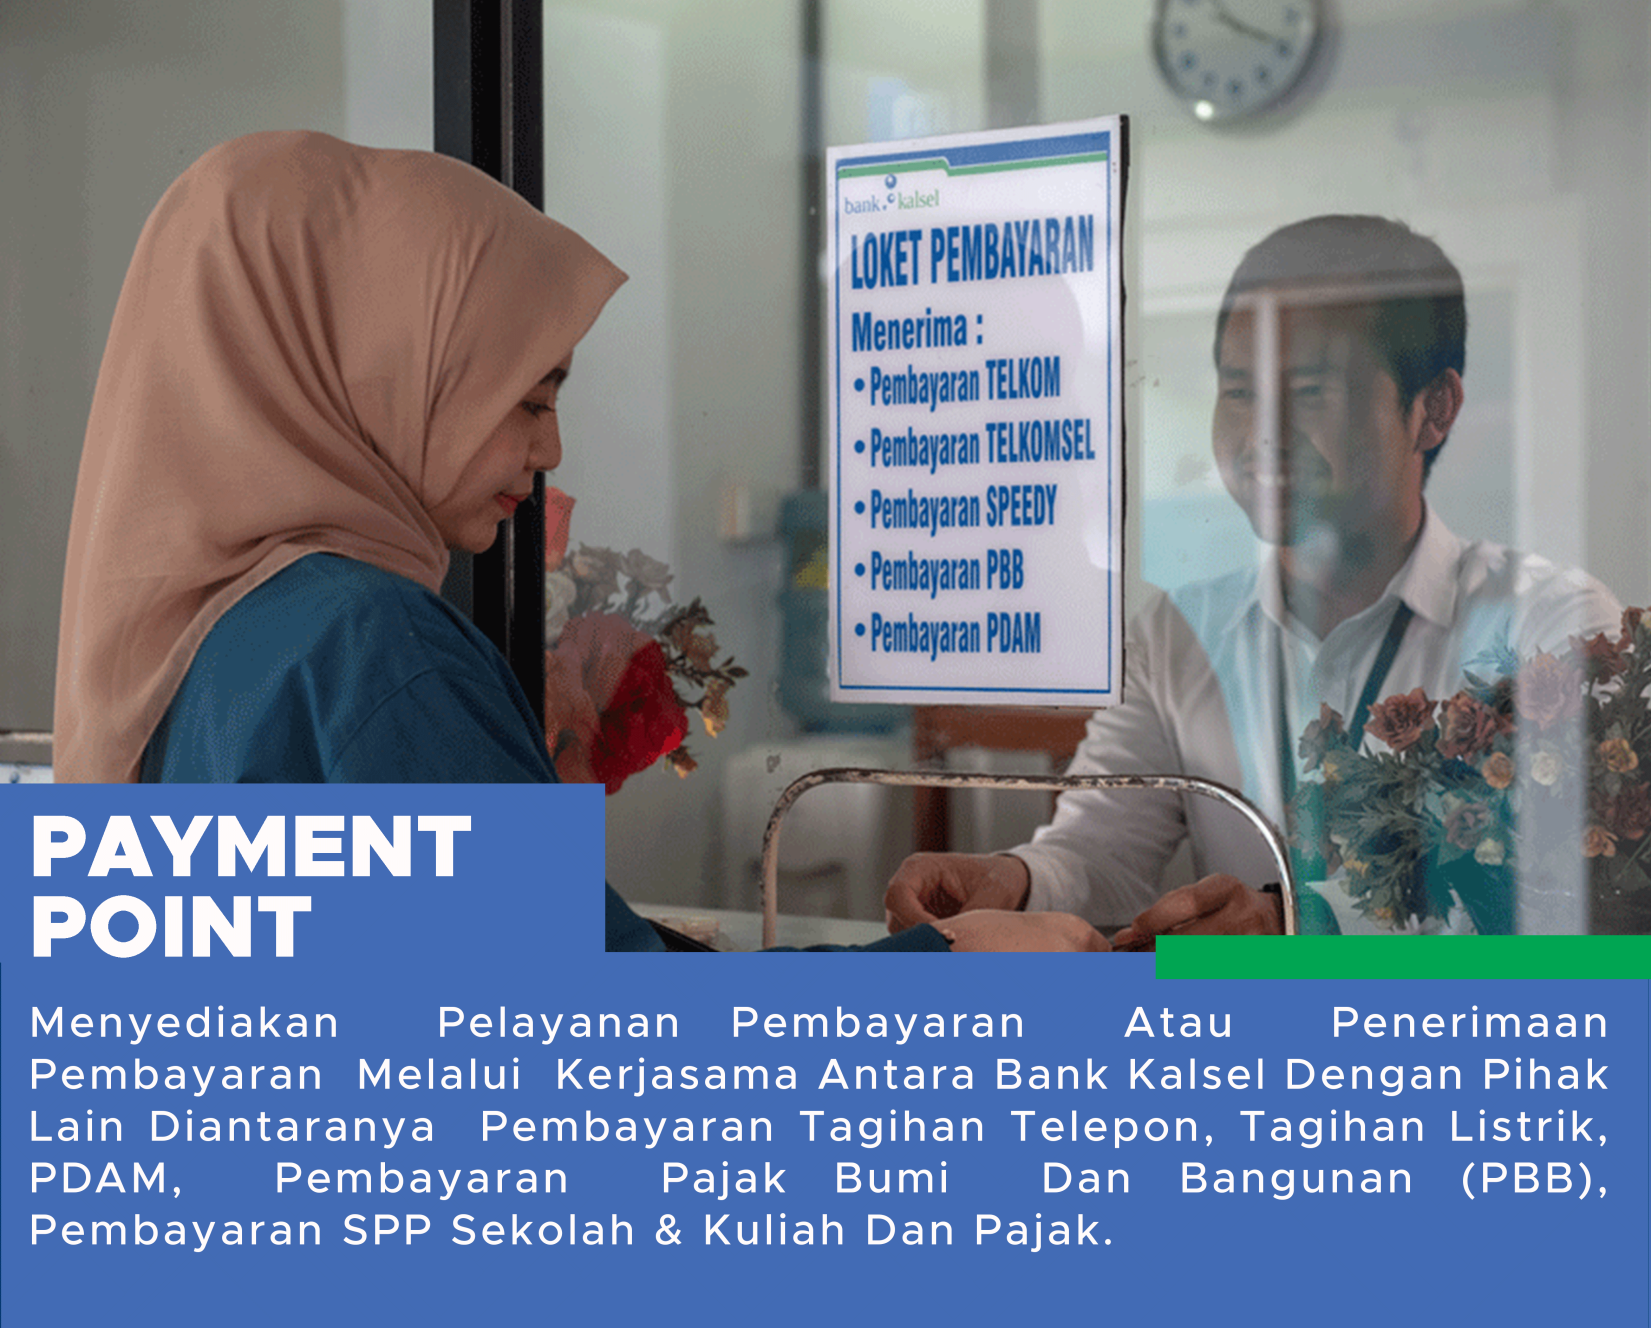 bank kalsel
LOKET PEMBAYARAN
Menerima :
• Pembayaran TELKOM
• Pembayaran TELKOMSEL
• Pembayaran SPEEDY
• Pembayaran PBB
• Pembayaran PDAM
PAYMENT
POINT
Menyediakan Pelayanan Pembayaran Atau Penerimaan
Pembayaran Melalui Kerjasama Antara Bank Kalsel Dengan Pihak
Lain Diantaranya Pembayaran Tagihan Telepon, Tagihan Listrik,
PDAM, Pembayaran Pajak Bumi Dan Bangunan (PBB),
Pembayaran SPP Sekolah & Kuliah Dan Pajak.